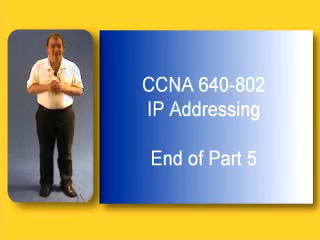 CCNA 640-802
IP Addressing
End of Part 5